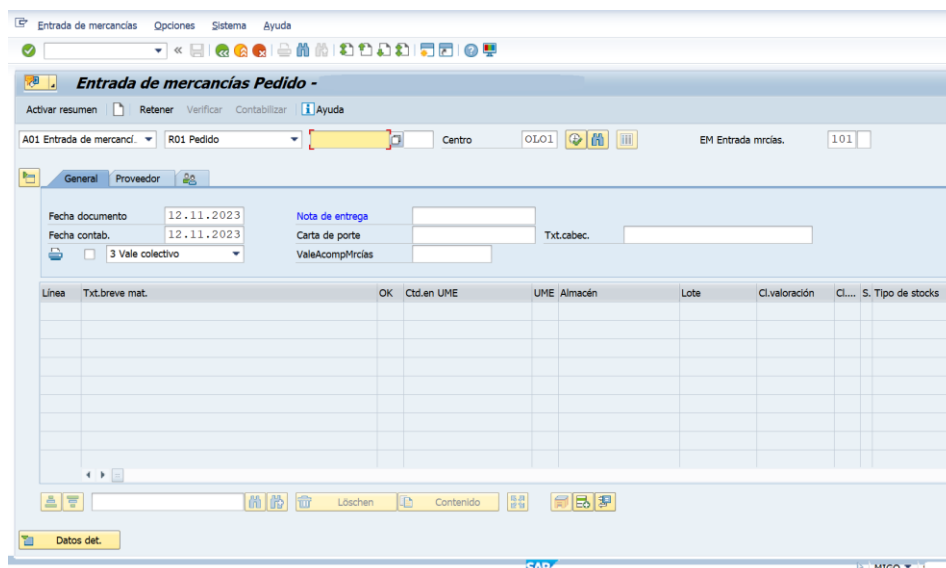 Entrada de mercancías Opciones Sistema Ayuda
Entrada de mercancías Pedido -
Activar resumen Retener Verificar Contabilizar Ayuda
A01 Entrada de mercancí.. R01 Pedido Centro OLO1 EM Entrada mrcías. 101
General Proveedor
Fecha documento 12.11.2023 Nota de entrega
Fecha contab. 12.11.2023 Carta de porte Txt.cabec.
3 Vale colectivo ValeAcompMrcías
Línea Txt.breve mat. OK Ctd.en UME UME Almacén Lote Cl.valoración Cl.... S. Tipo de stocks
Löschen Contenido
Datos det.
SAP
MIGO